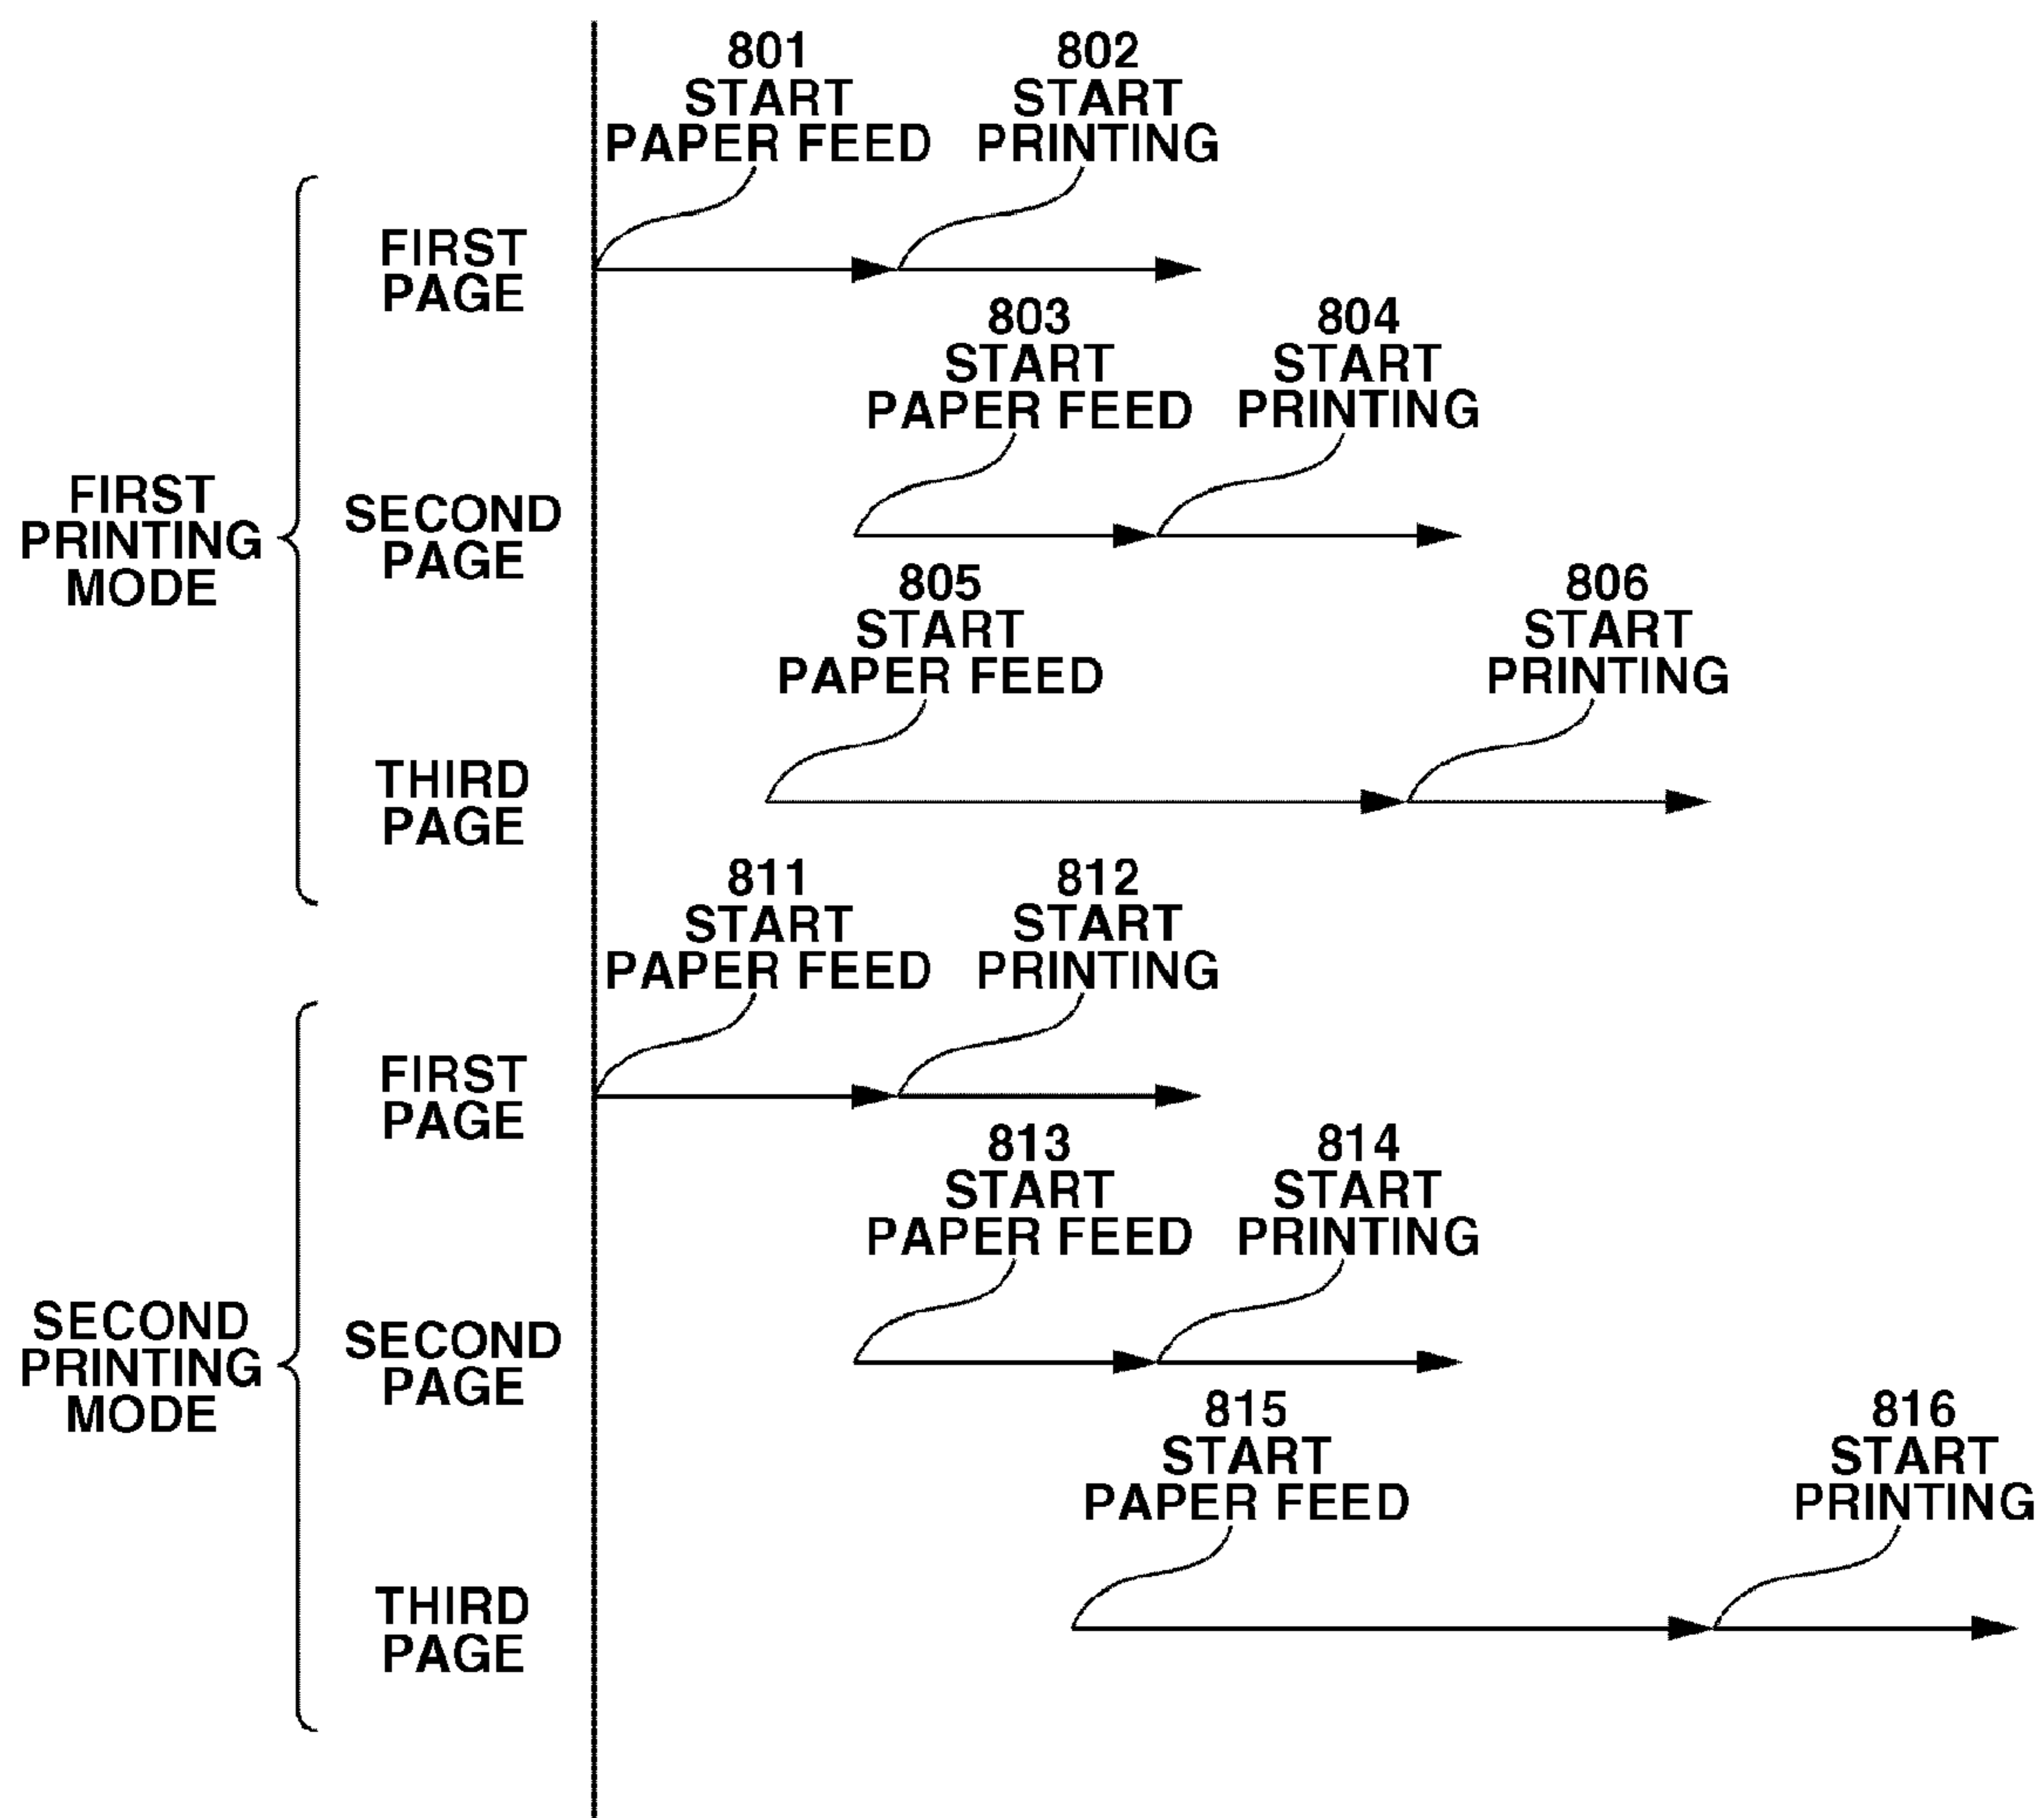 801
START
PAPER FEED
802
START
PRINTING
FIRST
PAGE
803
START
PAPER FEED
804
START
PRINTING
FIRST
PRINTING
MODE
SECOND
PAGE
805
START
PAPER FEED
806
START
PRINTING
THIRD
PAGE
811
START
PAPER FEED
812
START
PRINTING
FIRST
PAGE
813
START
PAPER FEED
814
START
PRINTING
SECOND
PRINTING
MODE
SECOND
PAGE
815
START
PAPER FEED
816
START
PRINTING
THIRD
PAGE